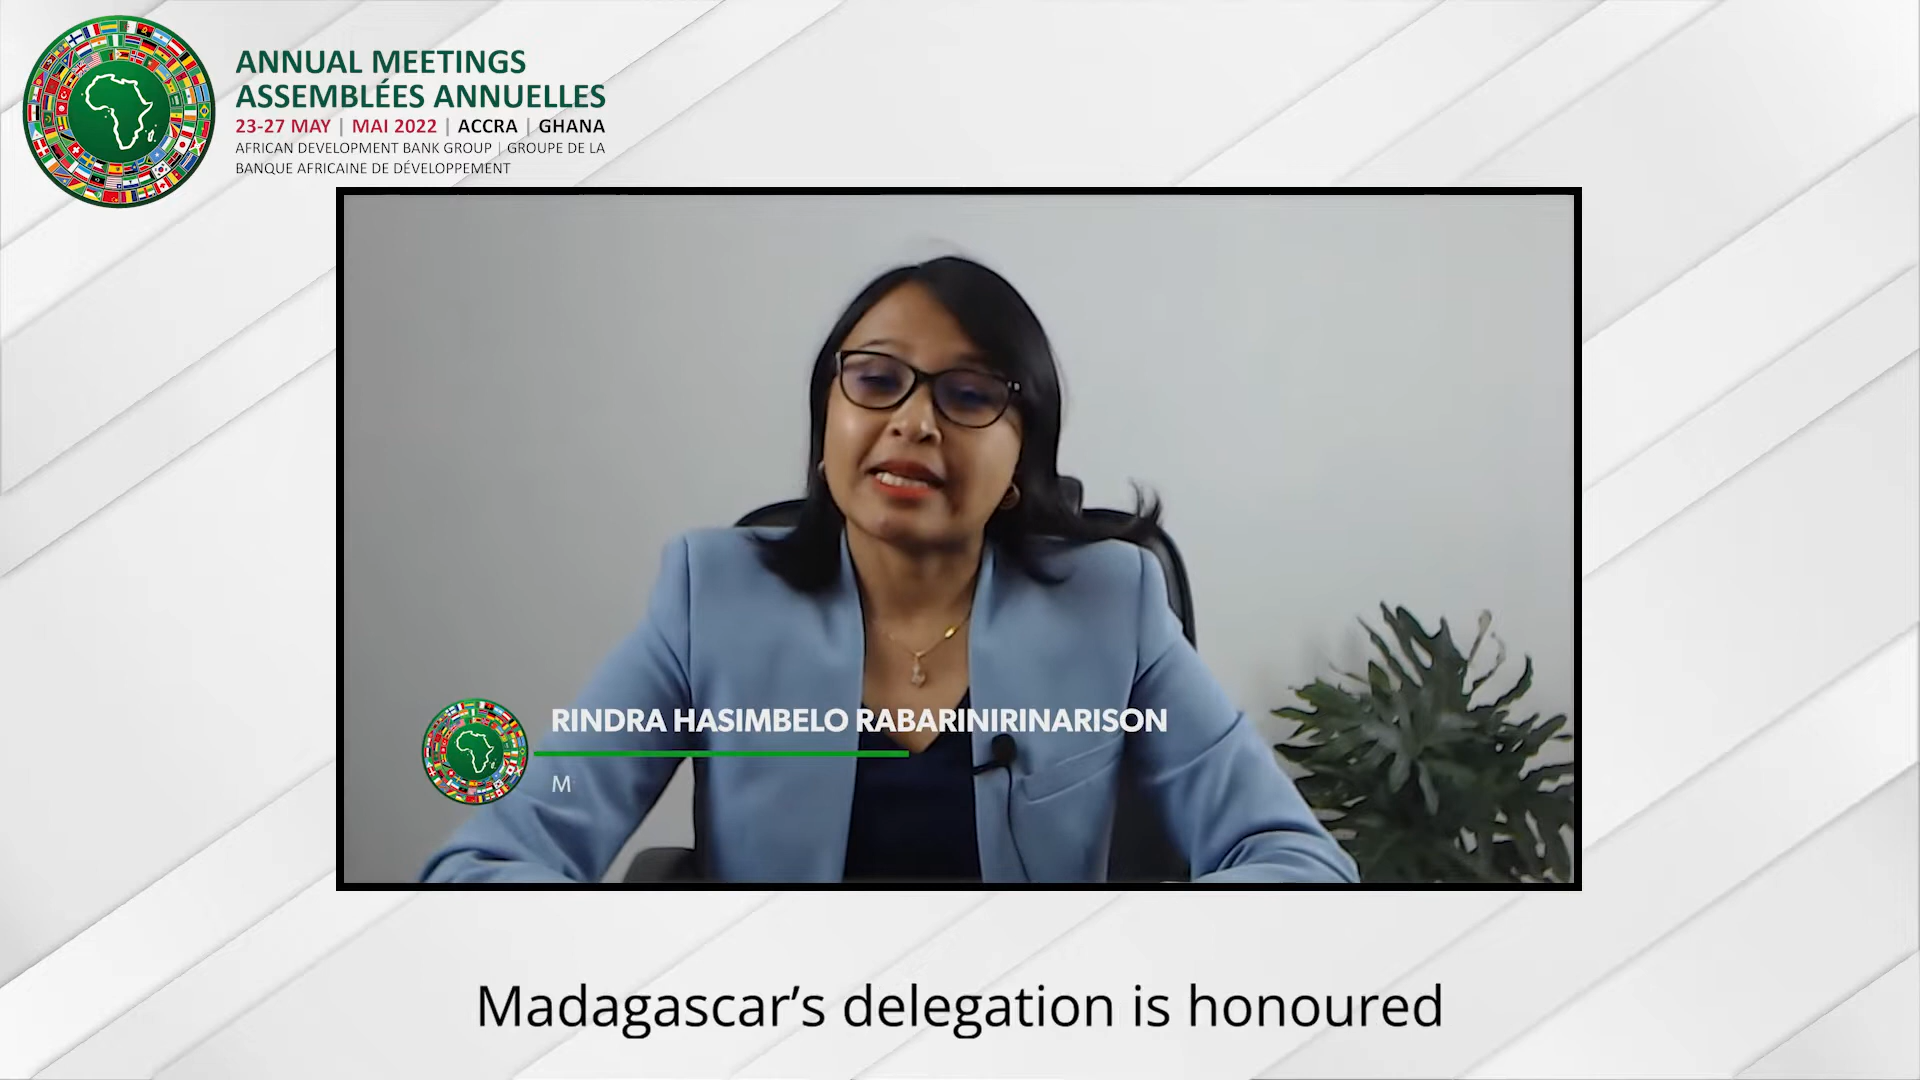 ANNUAL MEETINGS
ASSEMBLÉES ANNUELLES
23-27 MAY | MAI 2022 | ACCRA | GHANA
AFRICAN DEVELOPMENT BANK GROUP | GROUPE DE LA
BANQUE AFRICAINE DE DÉVELOPPEMENT
RINDRA HASIMBELO RABARINIRINARISON
M
Madagascar’s delegation is honoured